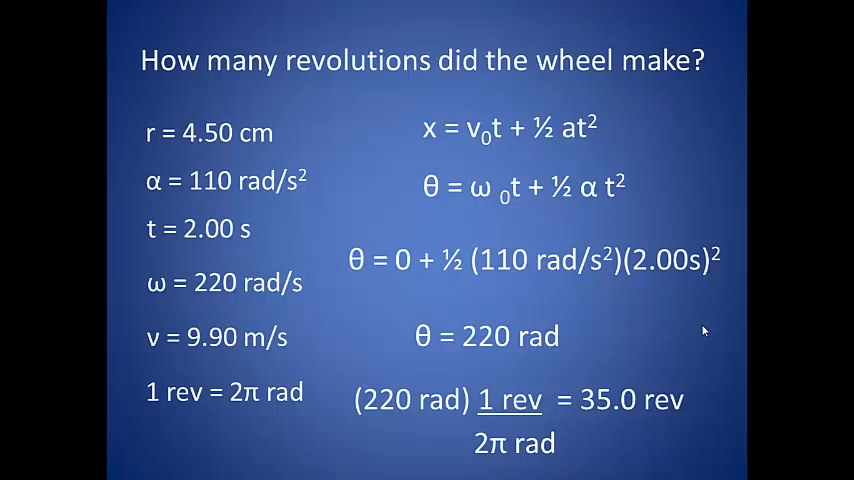 How many revolutions did the wheel make?
r = 4.50 cm
α = 110 rad/s²
t = 2.00 s
ω = 220 rad/s
v = 9.90 m/s
1 rev = 2π rad
x = v₀t + ½ at²
θ = ω ₀t + ½ α t²
θ = 0 + ½ (110 rad/s²)(2.00s)²
θ = 220 rad
(220 rad) 1 rev = 35.0 rev
2π rad